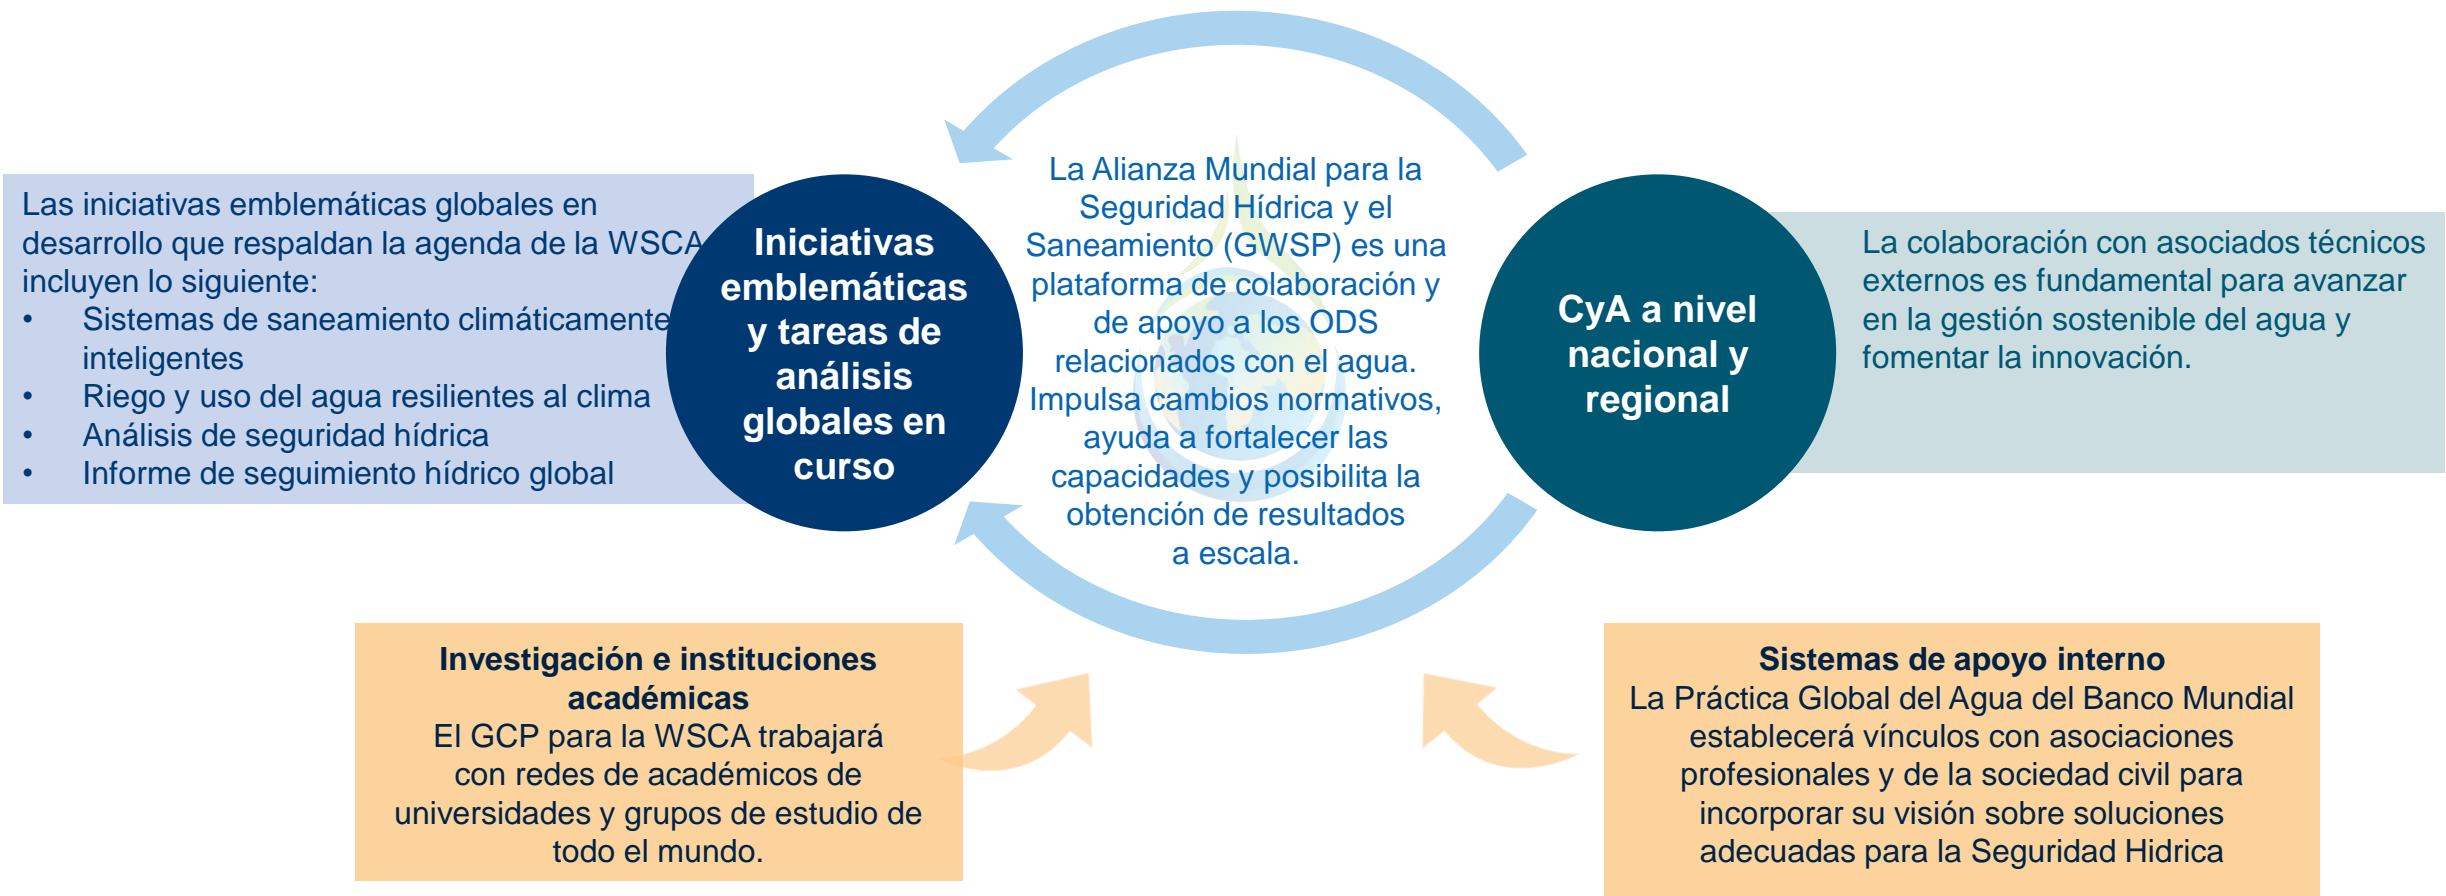 Las iniciativas emblemáticas globales en
desarrollo que respaldan la agenda de la WSCA
incluyen lo siguiente:
• Sistemas de saneamiento climáticamente
inteligentes
• Riego y uso del agua resilientes al clima
• Análisis de seguridad hídrica
• Informe de seguimiento hídrico global
Iniciativas
emblemáticas
y tareas de
análisis
globales en
curso
La Alianza Mundial para la
Seguridad Hídrica y el
Saneamiento (GWSP) es una
plataforma de colaboración y
de apoyo a los ODS
relacionados con el agua.
Impulsa cambios normativos,
ayuda a fortalecer las
capacidades y posibilita la
obtención de resultados
a escala.
CyA a nivel
nacional y
regional
La colaboración con asociados técnicos
externos es fundamental para avanzar
en la gestión sostenible del agua y
fomentar la innovación.
Investigación e instituciones
académicas
El GCP para la WSCA trabajará
con redes de académicos de
universidades y grupos de estudio de
todo el mundo.
Sistemas de apoyo interno
La Práctica Global del Agua del Banco Mundial
establecerá vínculos con asociaciones
profesionales y de la sociedad civil para
incorporar su visión sobre soluciones
adecuadas para la Seguridad Hidrica